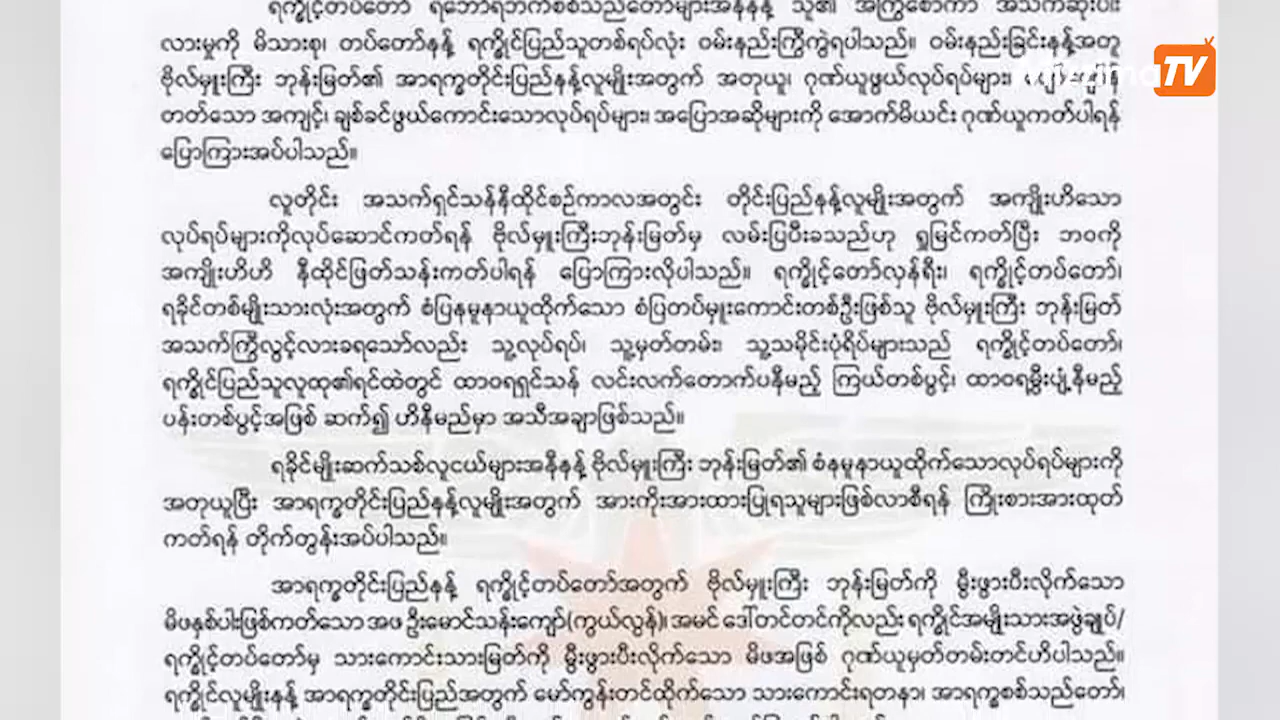 ရက္ခိုင့်တပ်တော် ရဲဘော်ရဲဘက်စစ်သည်တော်များအနီနန့် သူ၏
လားမှုကို မိသားစု၊ တပ်တော်နန့် ရက္ခိုင်ပြည်သူတစ်ရပ်လုံး ဝမ်းနည်းကြီကွဲရပါသည်။ ဝမ်းနည်းခြင်းနန့်အတူ
ဗိုလ်မှူးကြီး ဘုန်းမြတ်၏ အာရက္ခတိုင်းပြည်နန့်လူမျိုးအတွက် အတုယူ၊ ဂုဏ်ယူဖွယ်လုပ်ရပ်များ၊
MizzimaTV
တတ်သော အကျင့်၊ ချစ်ခင်ဖွယ်ကောင်းသောလုပ်ရပ်များ၊ အပြောအဆိုများကို အောက်မိယင်း ဂုဏ်ယူကတ်ပါရန်
ပြောကြားအပ်ပါသည်။
လူတိုင်း အသက်ရှင်သန်နီထိုင်စဉ်ကာလအတွင်း တိုင်းပြည်နန့်လူမျိုးအတွက် အကျိုးဟိသော
လုပ်ရပ်များကိုလုပ်ဆောင်ကတ်ရန် ဗိုလ်မှူးကြီးဘုန်းမြတ်မှ လမ်းပြပီးခသည်ဟု ရှုမြင်ကတ်ပြီး ဘဝကို
အကျိုးဟိဟိ နီထိုင်ဖြတ်သန်းကတ်ပါရန် ပြောကြားလိုပါသည်။ ရက္ခိုင့်တော်လှန်ရီး၊ ရက္ခိုင့်တပ်တော်၊
ရခိုင်တစ်မျိုးသားလုံးအတွက် စံပြနမူနာယူထိုက်သော စံပြတပ်မှူးကောင်းတစ်ဦးဖြစ်သူ ဗိုလ်မှူးကြီး ဘုန်းမြတ်
အသက်ကြွီလွင့်လားခရသော်လည်း သူ့လုပ်ရပ်၊ သူ့မှတ်တမ်း၊ သူ့သမိုင်းပုံရိပ်များသည် ရက္ခိုင့်တပ်တော်၊
ရက္ခိုင်ပြည်သူလူထု၏ရင်ထဲတွင် ထာဝရရှင်သန် လင်းလက်တောက်ပနီမည့် ကြယ်တစ်ပွင့်၊ ထာဝရမွှီးပျံ့နီမည့်
ပန်းတစ်ပွင့်အဖြစ် ဆက်၍ ဟိနီမည်မှာ အသီအချာဖြစ်သည်။
ရခိုင်မျိုးဆက်သစ်လူငယ်များအနီနန့် ဗိုလ်မှူးကြီး ဘုန်းမြတ်၏ စံနမူနာယူထိုက်သောလုပ်ရပ်များကို
အတုယူပြီး အာရက္ခတိုင်းပြည်နန့်လူမျိုးအတွက် အားကိုးအားထားပြုရသူများဖြစ်လာစီရန် ကြိုးစားအားထုတ်
ကတ်ရန် တိုက်တွန်းအပ်ပါသည်။
အာရက္ခတိုင်းပြည်နန့် ရက္ခိုင့်တပ်တော်အတွက် ဗိုလ်မှူးကြီး ဘုန်းမြတ်ကို မွီးဖွားပီးလိုက်သော
မိဖနှစ်ပါးဖြစ်ကတ်သော အဖ ဦးမောင်သန်းကျော်(ကွယ်လွန်)၊ အမင် ဒေါ်တင်တင်ကိုလည်း ရက္ခိုင်အမျိုးသားအဖွဲ့ချုပ်/
ရက္ခိုင့်တပ်တော်မှ သားကောင်းသားမြတ်ကို မွီးဖွားပီးလိုက်သော မိဖအဖြစ် ဂုဏ်ယူမှတ်တမ်းတင်ဟိပါသည်။
ရက္ခိုင်လူမျိုးနန့် အာရက္ခတိုင်းပြည်အတွက် မော်ကွန်းတင်ထိုက်သော သားကောင်းရတနာ၊ အာရက္ခစစ်သည်တော်၊